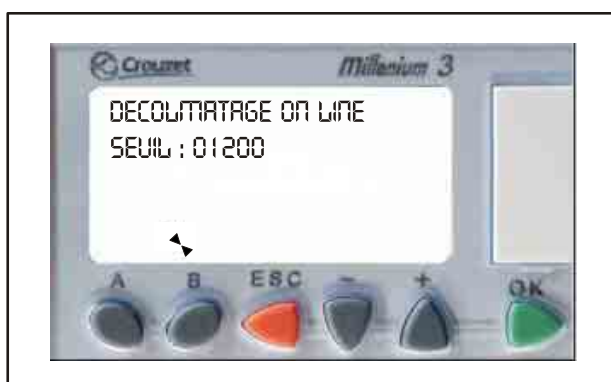 Crouzet
Millenium 3
DECOLMATAGE ON LINE
SEUIL : 01200
A B ESC - + OK